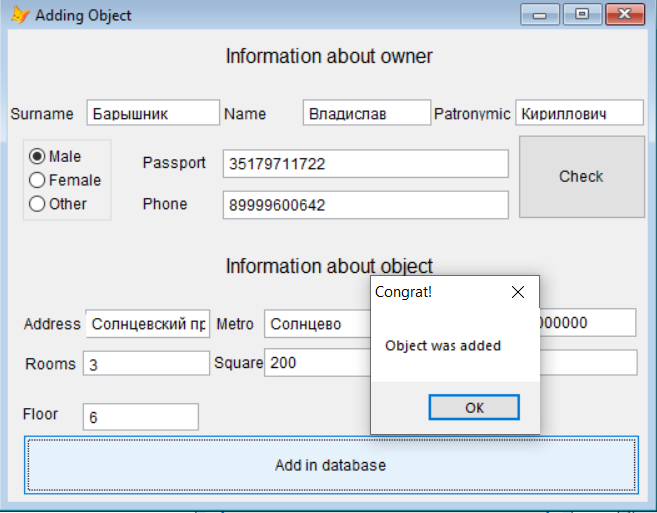 Adding Object
Information about owner
Surname Барышник Name Владислав Patronymic Кириллович
Male
Female
Other
Passport 35179711722
Phone 89999600642
Check
Information about object
Address Солнцевский пр Metro Солнцево 000000
Rooms 3 Square 200
Floor 6
Congrat!
Object was added
OK
Add in database